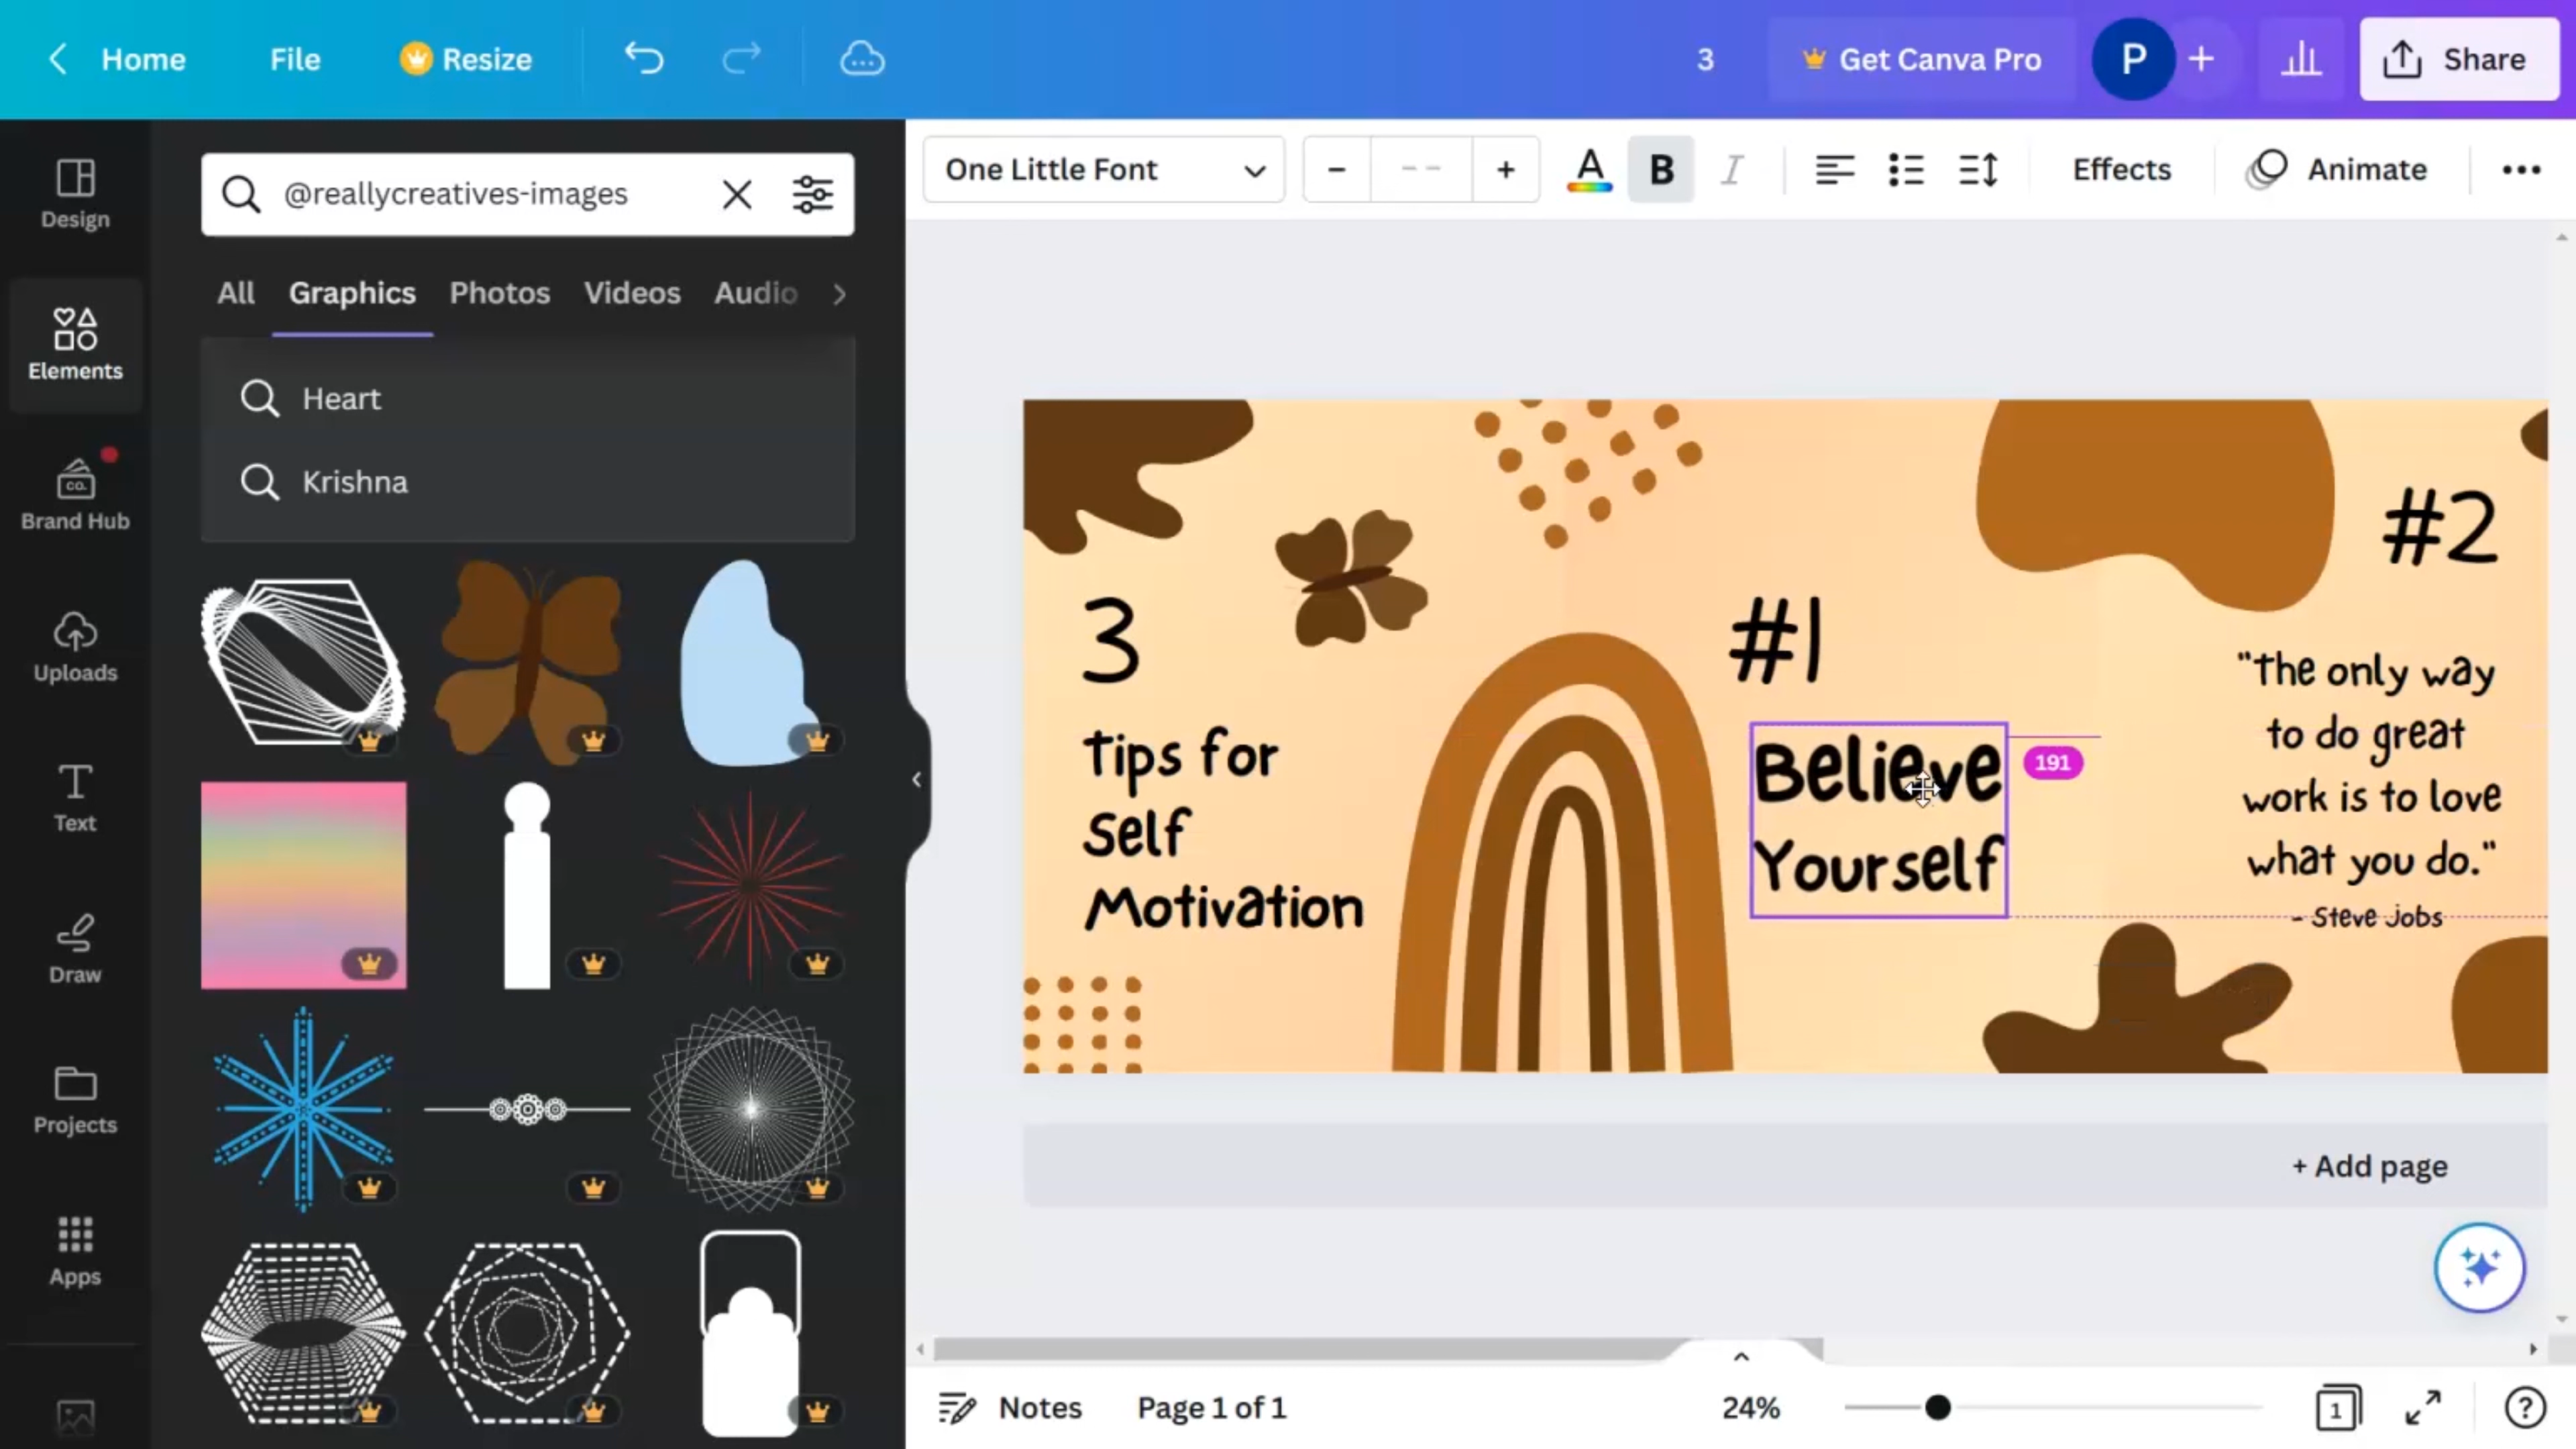 Home
File
Resize
3
Get Canva Pro
P
Share
Design
Elements
Brand Hub
CO.
Uploads
Text
Draw
Projects
Apps
@reallycreatives-images
All
Graphics
Photos
Videos
Audio
Heart
Krishna
One Little Font
- -- +
A
B
I
Effects
Animate
3
Tips for
Self
Motivation
#1
Believe
Yourself
191
#2
"The only way
to do great
work is to love
what you do."
- Steve Jobs
+ Add page
Notes
Page 1 of 1
24%
1
?